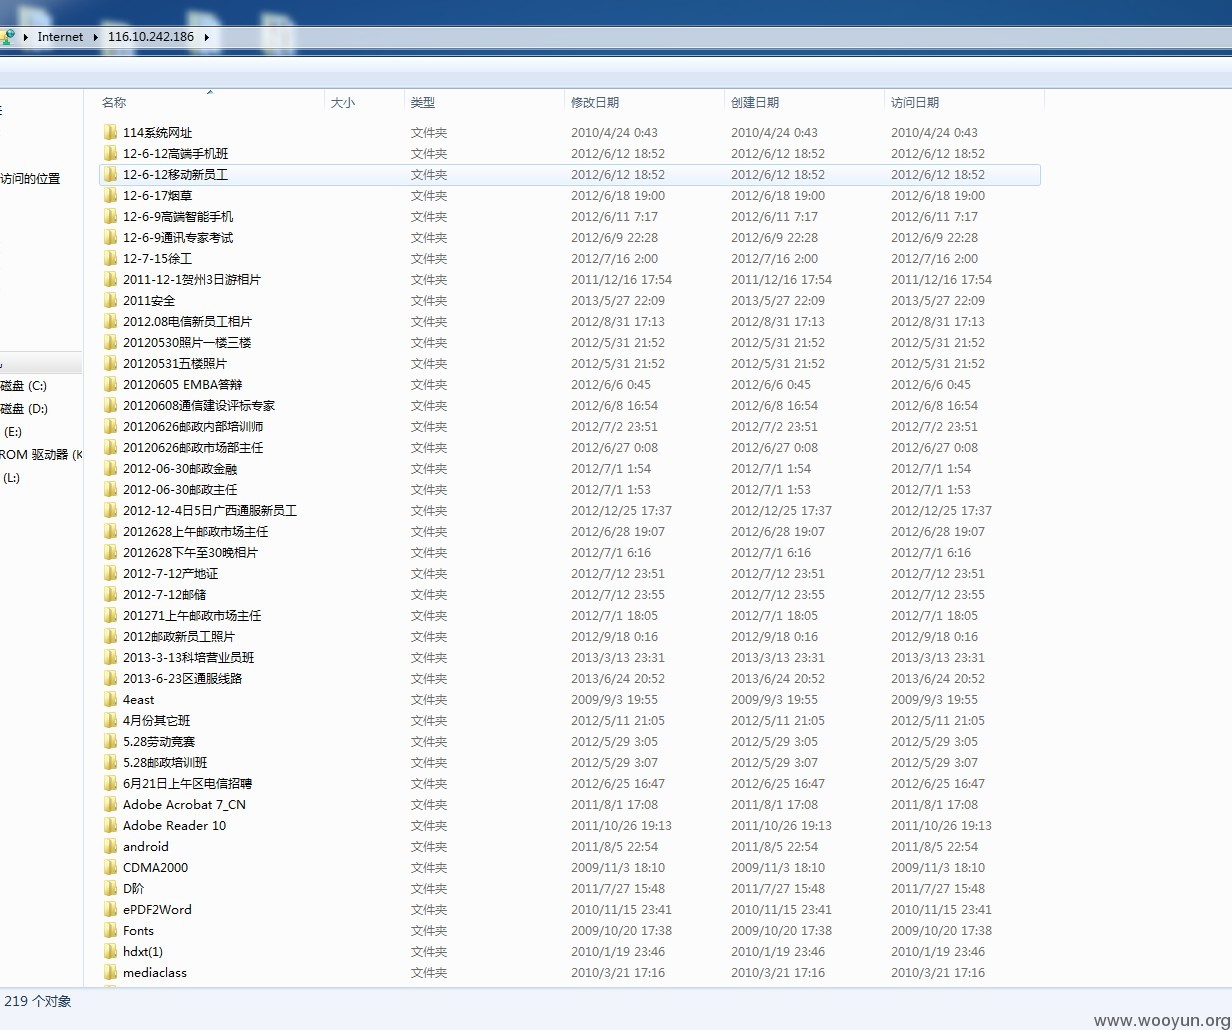 Internet 116.10.242.186
名称 大小 类型 修改日期 创建日期 访问日期
114系统网址 文件夹 2010/4/24 0:43 2010/4/24 0:43 2010/4/24 0:43
12-6-12高端手机班 文件夹 2012/6/12 18:52 2012/6/12 18:52 2012/6/12 18:52
访问的位置 12-6-12移动新员工 文件夹 2012/6/12 18:52 2012/6/12 18:52 2012/6/12 18:52
12-6-17烟草 文件夹 2012/6/18 19:00 2012/6/18 19:00 2012/6/18 19:00
12-6-9高端智能手机 文件夹 2012/6/11 7:17 2012/6/11 7:17 2012/6/11 7:17
12-6-9通讯专家考试 文件夹 2012/6/9 22:28 2012/6/9 22:28 2012/6/9 22:28
12-7-15徐工 文件夹 2012/7/16 2:00 2012/7/16 2:00 2012/7/16 2:00
2011-12-1贺州3日游相片 文件夹 2011/12/16 17:54 2011/12/16 17:54 2011/12/16 17:54
2011安全 文件夹 2013/5/27 22:09 2013/5/27 22:09 2013/5/27 22:09
2012.08电信新员工相片 文件夹 2012/8/31 17:13 2012/8/31 17:13 2012/8/31 17:13
20120530照片一楼三楼 文件夹 2012/5/31 21:52 2012/5/31 21:52 2012/5/31 21:52
20120531五楼照片 文件夹 2012/5/31 21:52 2012/5/31 21:52 2012/5/31 21:52
磁盘 (C:) 20120605 EMBA答辩 文件夹 2012/6/6 0:45 2012/6/6 0:45 2012/6/6 0:45
磁盘 (D:) 20120608通信建设评标专家 文件夹 2012/6/8 16:54 2012/6/8 16:54 2012/6/8 16:54
(E:) 20120626邮政内部培训师 文件夹 2012/7/2 23:51 2012/7/2 23:51 2012/7/2 23:51
ROM 驱动器 (K 20120626邮政市场部主任 文件夹 2012/6/27 0:08 2012/6/27 0:08 2012/6/27 0:08
(L:) 2012-06-30邮政金融 文件夹 2012/7/1 1:54 2012/7/1 1:54 2012/7/1 1:54
2012-06-30邮政主任 文件夹 2012/7/1 1:53 2012/7/1 1:53 2012/7/1 1:53
2012-12-4日5日广西通服新员工 文件夹 2012/12/25 17:37 2012/12/25 17:37 2012/12/25 17:37
2012628上午邮政市场主任 文件夹 2012/6/28 19:07 2012/6/28 19:07 2012/6/28 19:07
2012628下午至30晚相片 文件夹 2012/7/1 6:16 2012/7/1 6:16 2012/7/1 6:16
2012-7-12产地证 文件夹 2012/7/12 23:51 2012/7/12 23:51 2012/7/12 23:51
2012-7-12邮储 文件夹 2012/7/12 23:55 2012/7/12 23:55 2012/7/12 23:55
201271上午邮政市场主任 文件夹 2012/7/1 18:05 2012/7/1 18:05 2012/7/1 18:05
2012邮政新员工照片 文件夹 2012/9/18 0:16 2012/9/18 0:16 2012/9/18 0:16
2013-3-13科培营业员班 文件夹 2013/3/13 23:31 2013/3/13 23:31 2013/3/13 23:31
2013-6-23区通服线路 文件夹 2013/6/24 20:52 2013/6/24 20:52 2013/6/24 20:52
4east 文件夹 2009/9/3 19:55 2009/9/3 19:55 2009/9/3 19:55
4月份其它班 文件夹 2012/5/11 21:05 2012/5/11 21:05 2012/5/11 21:05
5.28劳动竞赛 文件夹 2012/5/29 3:05 2012/5/29 3:05 2012/5/29 3:05
5.28邮政培训班 文件夹 2012/5/29 3:07 2012/5/29 3:07 2012/5/29 3:07
6月21日上午区电信招聘 文件夹 2012/6/25 16:47 2012/6/25 16:47 2012/6/25 16:47
Adobe Acrobat 7_CN 文件夹 2011/8/1 17:08 2011/8/1 17:08 2011/8/1 17:08
Adobe Reader 10 文件夹 2011/10/26 19:13 2011/10/26 19:13 2011/10/26 19:13
android 文件夹 2011/8/5 22:54 2011/8/5 22:54 2011/8/5 22:54
CDMA2000 文件夹 2009/11/3 18:10 2009/11/3 18:10 2009/11/3 18:10
D阶 文件夹 2011/7/27 15:48 2011/7/27 15:48 2011/7/27 15:48
ePDF2Word 文件夹 2010/11/15 23:41 2010/11/15 23:41 2010/11/15 23:41
Fonts 文件夹 2009/10/20 17:38 2009/10/20 17:38 2009/10/20 17:38
hdxt(1) 文件夹 2010/1/19 23:46 2010/1/19 23:46 2010/1/19 23:46
mediaclass 文件夹 2010/3/21 17:16 2010/3/21 17:16 2010/3/21 17:16
219 个对象
www.wooyun.org